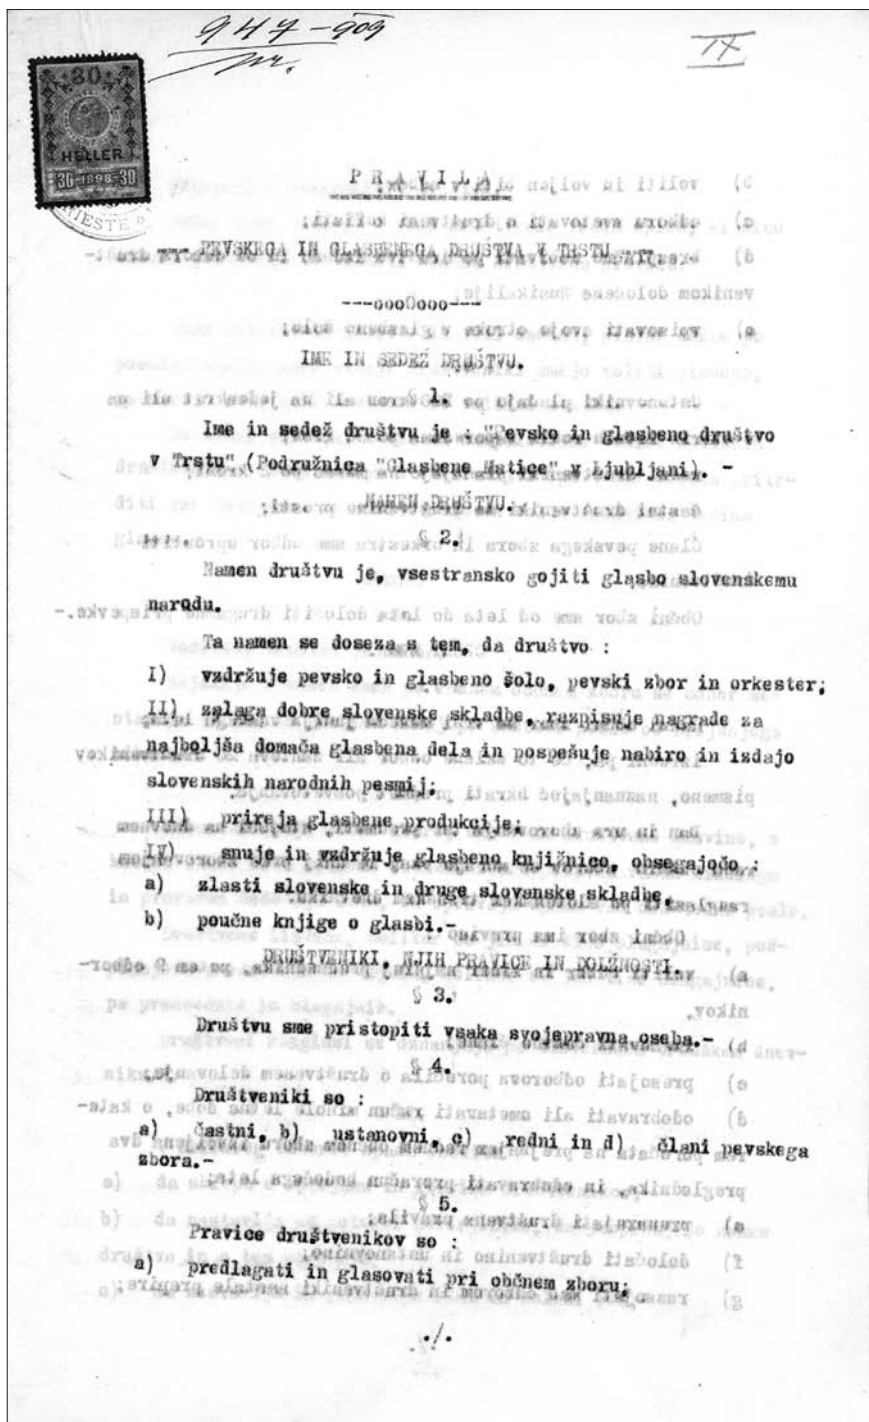 947-909
pr.
IX
30
HELLER
30 1898 30
TRIESTE
P R A V I L A
PEVSKEGA IN GLASBENEGA DRUŠTVA V TRSTU
---ooo0ooo---
IME IN SEDEŽ DRUŠTVU.
§ 1.
Ime in sedež društvu je : "Pevsko in glasbeno društvo
v Trstu" (Podružnica "Glasbene Matice" v Ljubljani). -
NAMEN DRUŠTVU.
§ 2.
Namen društvu je, vsestransko gojiti glasbo slovenskemu
narodu.
Ta namen se doseza s tem, da društvo :
I) vzdržuje pevsko in glasbeno šolo, pevski zbor in orkester;
II) zalaga dobre slovenske skladbe, razpisuje nagrade za
najboljša domača glasbena dela in pospešuje nabiro in izdajo
slovenskih narodnih pesmij;
III) prireja glasbene produkcije;
IV) snuje in vzdržuje glasbeno knjižnico, obsegajočo :
a) zlasti slovenske in druge slovanske skladbe,
b) poučne knjige o glasbi.-
DRUŠTVENIKI, NJIH PRAVICE IN DOLŽNOSTI.
§ 3.
Društvu sme pristopiti vsaka svojepravna oseba.-
§ 4.
Društveniki so :
a) častni, b) ustanovni, c) redni in d) člani pevskega
zbora.-
§ 5.
Pravice društvenikov so :
a) predlagati in glasovati pri občnem zboru;
./.